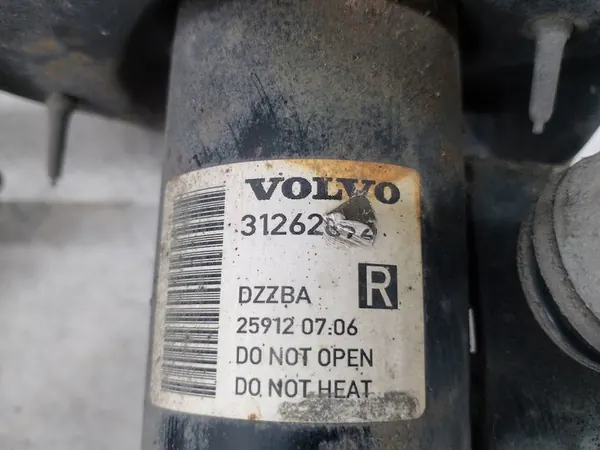 VOLVO
R
DZZBA
25912 07:06
DO NOT OPEN
DO NOT HEAT